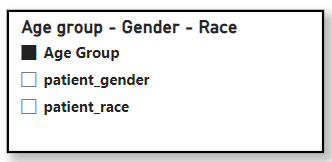 Age group - Gender - Race
Age Group
patient_gender
patient_race